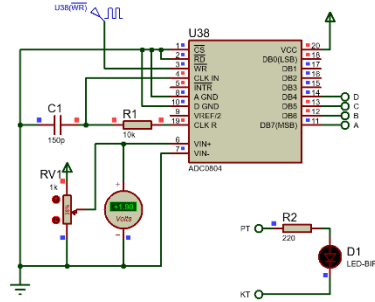 U38(WR)
U38
1 CS VCC 20
2 RD DB0(LSB) 18
3 WR DB1 17
4 CLK IN DB2 16
5 INTR DB3 15
8 A GND DB4 14 D
10 D GND DB5 13 C
9 VREF/2 DB6 12 B
19 CLK R DB7(MSB) 11 A
6 VIN+
7 VIN-
ADC0804
C1
150p
R1
10k
RV1
1k
+
+1.00
Volts
-
PT
R2
220
D1
LED-BIR
KT